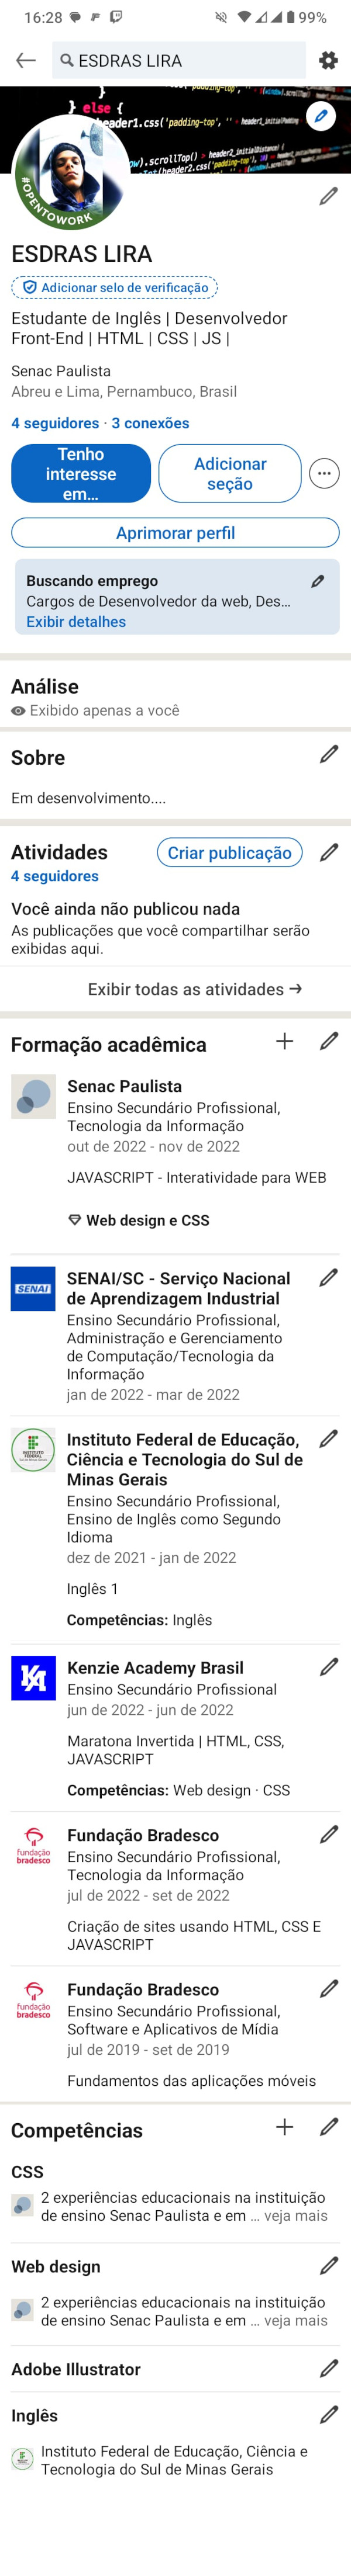 16:28 99%
ESDRAS LIRA
} else {
header1.css('padding-top',
w).scrollTop() > header2_initialDistance) {
#OPENTOWORK
ESDRAS LIRA
Adicionar selo de verificação
Estudante de Inglês | Desenvolvedor
Front-End | HTML | CSS | JS |
Senac Paulista
Abreu e Lima, Pernambuco, Brasil
4 seguidores · 3 conexões
Tenho
interesse
em...
Adicionar
seção
Aprimorar perfil
Buscando emprego
Cargos de Desenvolvedor da web, Des...
Exibir detalhes
Análise
Exibido apenas a você
Sobre
Em desenvolvimento....
Atividades
Criar publicação
4 seguidores
Você ainda não publicou nada
As publicações que você compartilhar serão
exibidas aqui.
Exibir todas as atividades →
Formação acadêmica
Senac Paulista
Ensino Secundário Profissional,
Tecnologia da Informação
out de 2022 - nov de 2022
JAVASCRIPT - Interatividade para WEB
Web design e CSS
SENAI
SENAI/SC - Serviço Nacional
de Aprendizagem Industrial
Ensino Secundário Profissional,
Administração e Gerenciamento
de Computação/Tecnologia da
Informação
jan de 2022 - mar de 2022
Instituto Federal de Educação,
Ciência e Tecnologia do Sul de
Minas Gerais
Ensino Secundário Profissional,
Ensino de Inglês como Segundo
Idioma
dez de 2021 - jan de 2022
Inglês 1
Competências: Inglês
Kenzie Academy Brasil
Ensino Secundário Profissional
jun de 2022 - jun de 2022
Maratona Invertida | HTML, CSS,
JAVASCRIPT
Competências: Web design · CSS
fundação
bradesco
Fundação Bradesco
Ensino Secundário Profissional,
Tecnologia da Informação
jul de 2022 - set de 2022
Criação de sites usando HTML, CSS E
JAVASCRIPT
fundação
bradesco
Fundação Bradesco
Ensino Secundário Profissional,
Software e Aplicativos de Mídia
jul de 2019 - set de 2019
Fundamentos das aplicações móveis
Competências
CSS
2 experiências educacionais na instituição
de ensino Senac Paulista e em ... veja mais
Web design
2 experiências educacionais na instituição
de ensino Senac Paulista e em ... veja mais
Adobe Illustrator
Inglês
Instituto Federal de Educação, Ciência e
Tecnologia do Sul de Minas Gerais